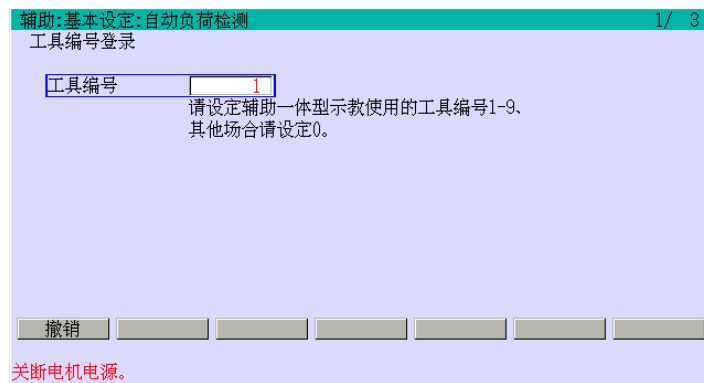 辅助:基本设定:自动负荷检测 1/ 3
工具编号登录
工具编号 1
请设定辅助一体型示教使用的工具编号1-9、
其他场合请设定0。
撤销
关断电机电源。